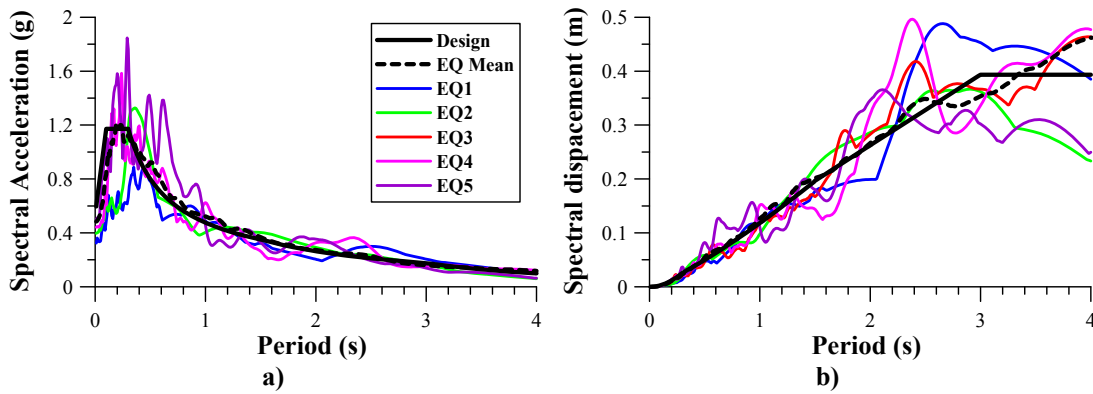 Spectral Acceleration (g)
2
1.6
1.2
0.8
0.4
0
0 1 2 3 4
Period (s)
a)
Design
EQ Mean
EQ1
EQ2
EQ3
EQ4
EQ5
Spectral dispacement (m)
0.5
0.4
0.3
0.2
0.1
0
0 1 2 3 4
Period (s)
b)